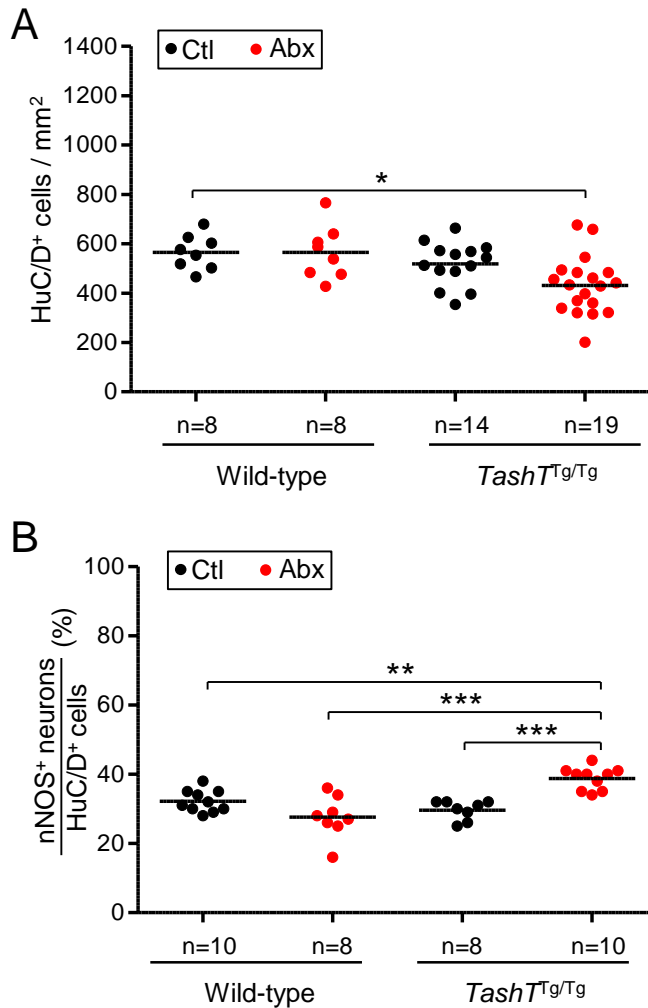 A
Ctl Abx
HuC/D+ cells / mm2
1400
1200
1000
800
600
400
200
0
*
n=8 n=8 n=14 n=19
Wild-type TashTTg/Tg
B
Ctl Abx
nNOS+ neurons
HuC/D+ cells
(%)
100
80
60
40
20
0
**
***
***
n=10 n=8 n=8 n=10
Wild-type TashTTg/Tg